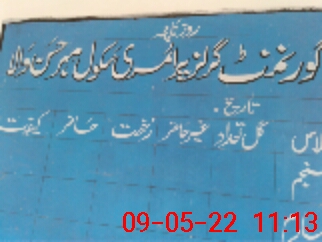 روزنامچہ
گورنمنٹ گرلز پرائمری سکول مہر حسن والا
تاریخ
کلاس کل تعداد غیر حاضر رخصت حاضر کیفیت
پنجم
09-05-22 11:13